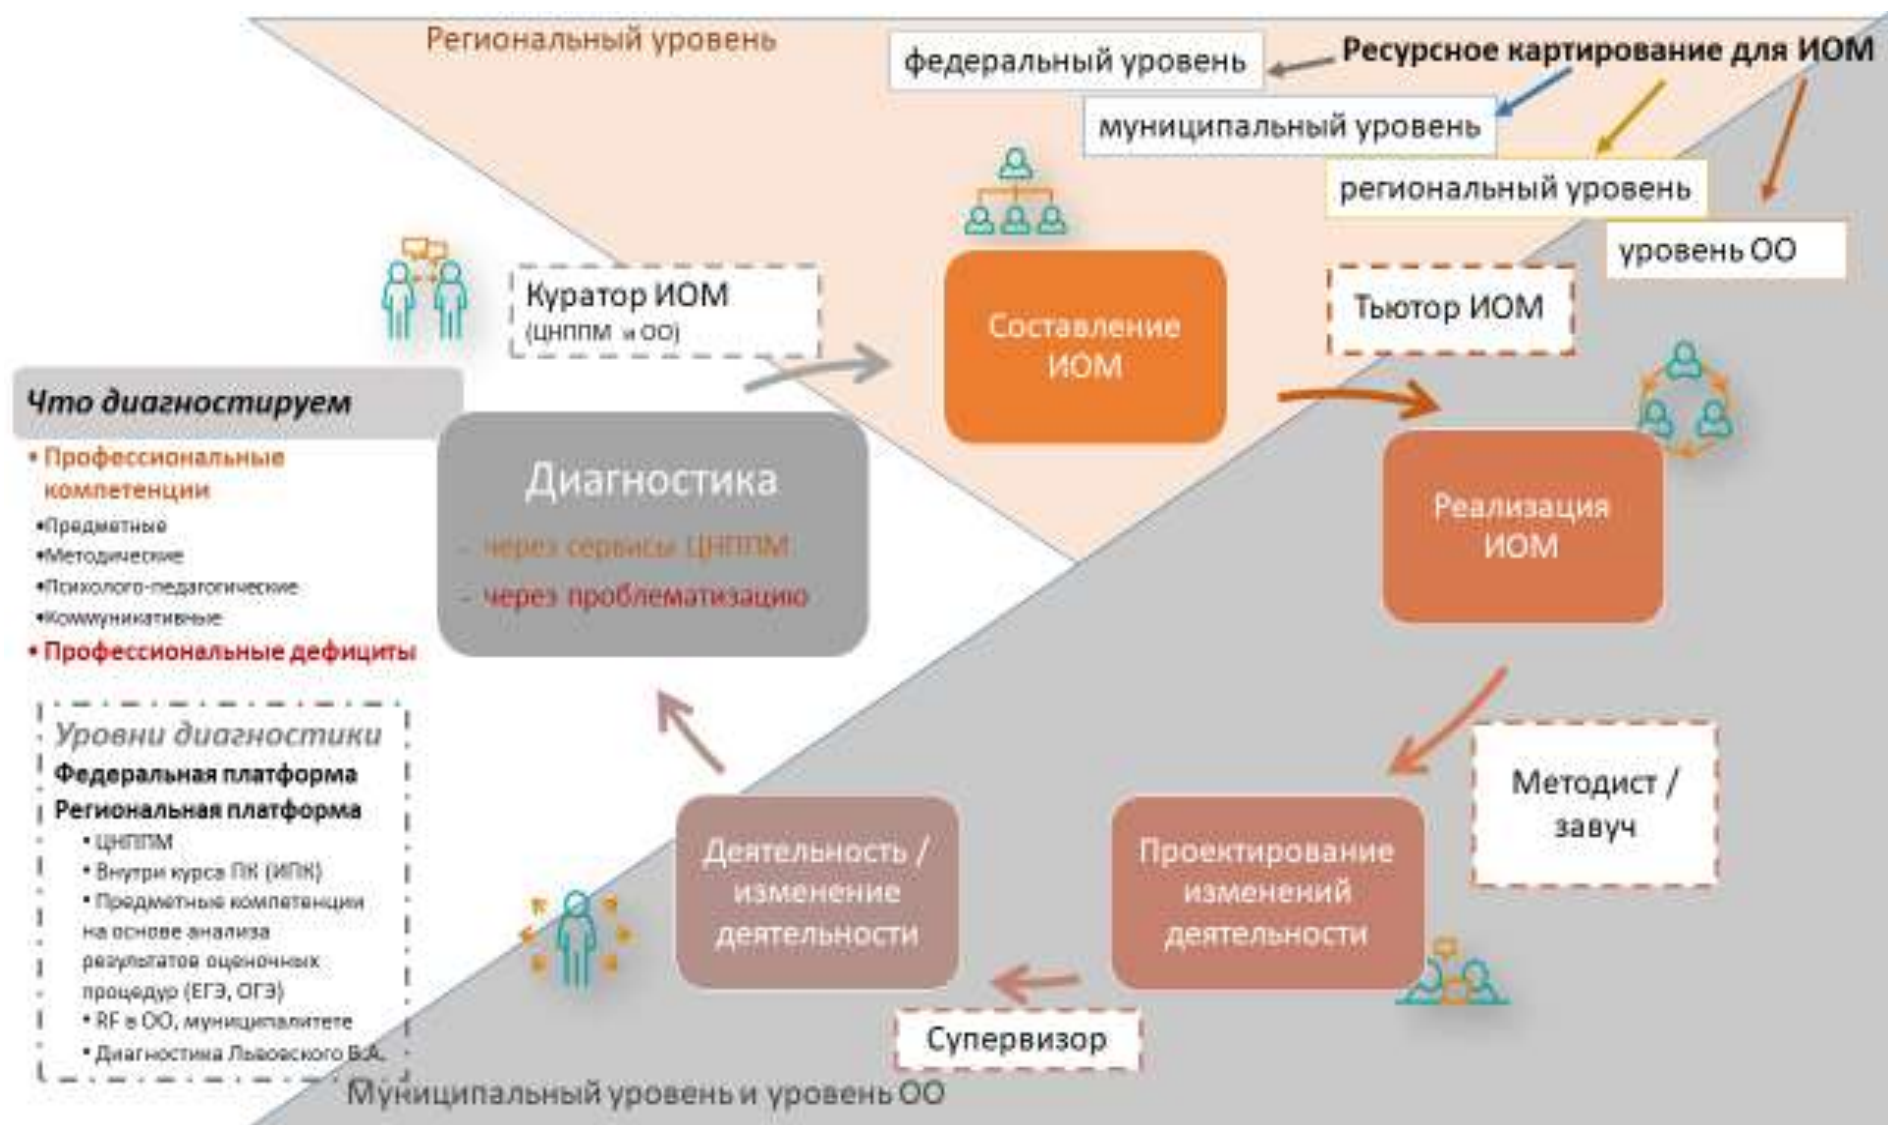 Региональный уровень
Ресурсное картирование для ИОМ
федеральный уровень
муниципальный уровень
региональный уровень
уровень ОО
Куратор ИОМ
(ЦНППМ и ОО)
Составление
ИОМ
Тьютор ИОМ
Реализация
ИОМ
Что диагностируем
• Профессиональные
компетенции
•Предметные
•Методические
•Психолого-педагогические
•Коммуникативные
• Профессиональные дефициты
Диагностика
- через сервисы ЦНППМ
- через проблематизацию
Уровни диагностики
Федеральная платформа
Региональная платформа
• ЦНППМ
• Внутри курса ПК (ИПК)
• Предметные компетенции
на основе анализа
результатов оценочных
процедур (ЕГЭ, ОГЭ)
• RF в ОО, муниципалитете
• Диагностика Львовского В.А.
Методист /
завуч
Проектирование
изменений
деятельности
Деятельность /
изменение
деятельности
Супервизор
Муниципальный уровень и уровень ОО